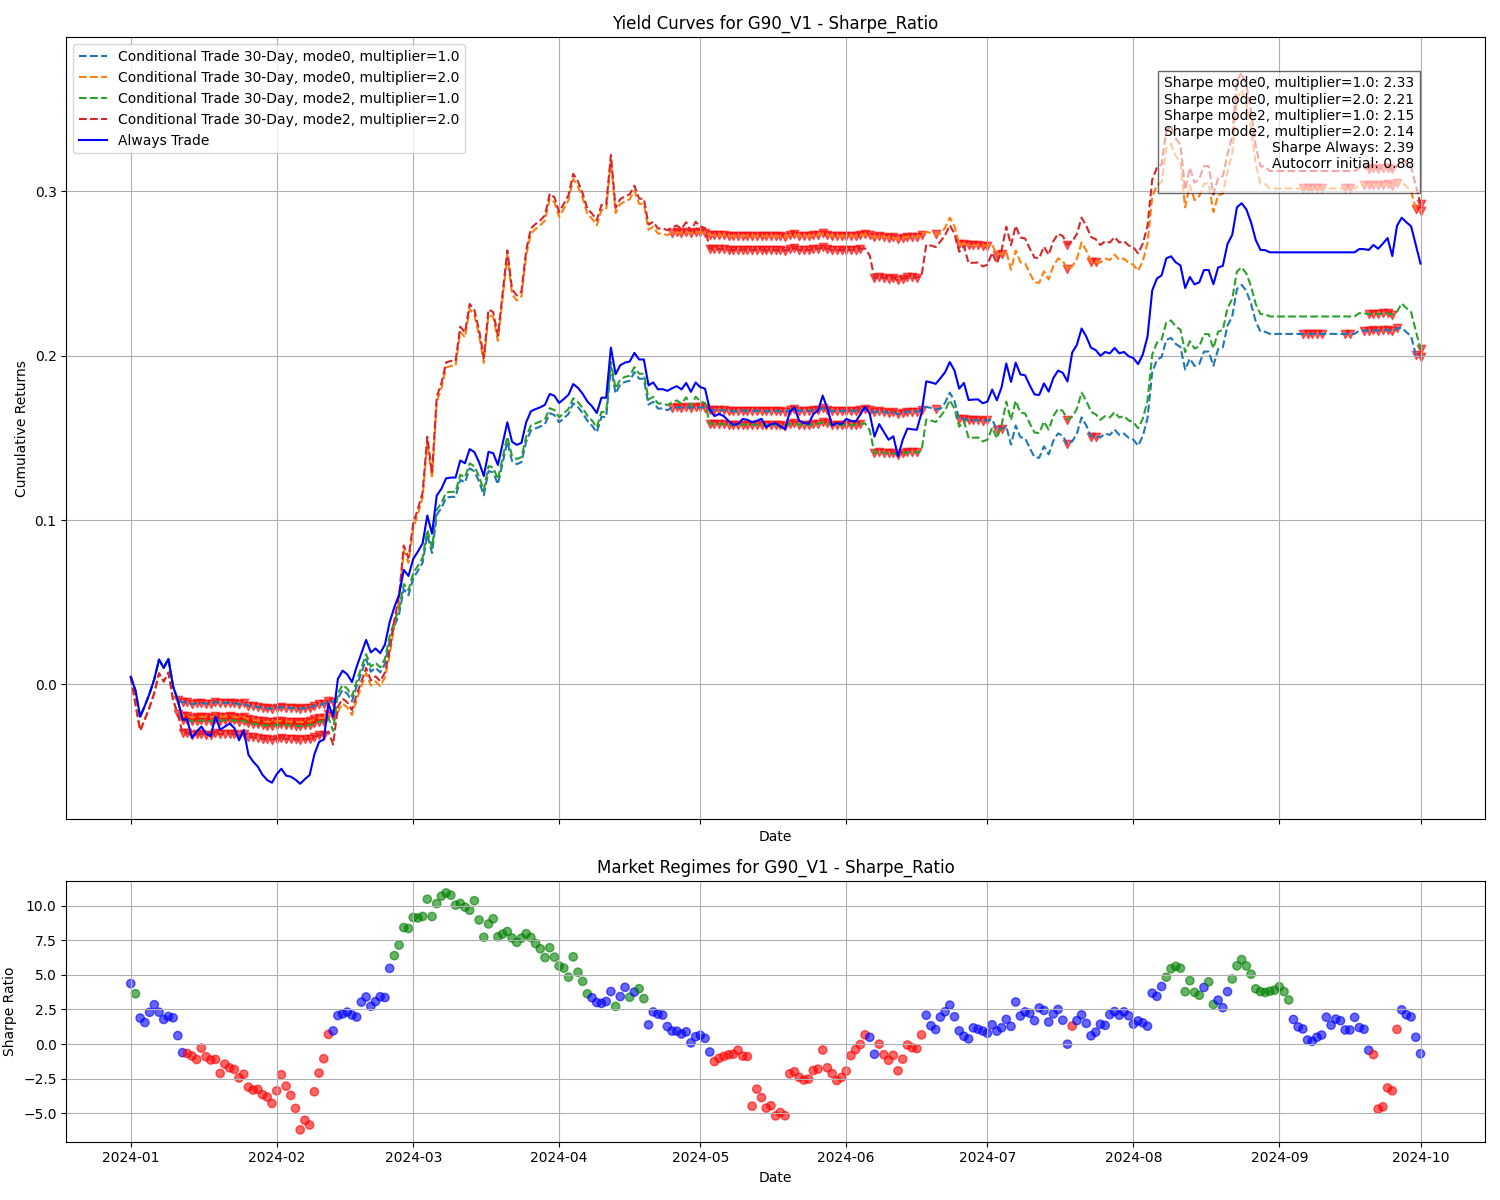 Yield Curves for G90_V1 - Sharpe_Ratio
Conditional Trade 30-Day, mode0, multiplier=1.0
Conditional Trade 30-Day, mode0, multiplier=2.0
Conditional Trade 30-Day, mode2, multiplier=1.0
Conditional Trade 30-Day, mode2, multiplier=2.0
Always Trade
Sharpe mode0, multiplier=1.0: 2.33
Sharpe mode0, multiplier=2.0: 2.21
Sharpe mode2, multiplier=1.0: 2.15
Sharpe mode2, multiplier=2.0: 2.14
Sharpe Always: 2.39
Autocorr initial: 0.88
Cumulative Returns
0.3
0.2
0.1
0.0
Date
Market Regimes for G90_V1 - Sharpe_Ratio
Sharpe Ratio
10.0
7.5
5.0
2.5
0.0
−2.5
−5.0
2024-01 2024-02 2024-03 2024-04 2024-05 2024-06 2024-07 2024-08 2024-09 2024-10
Date